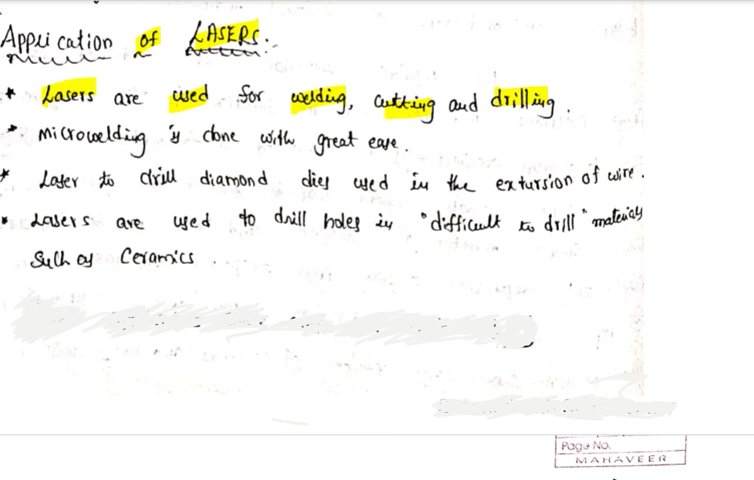 Application of LASERS :-
* Lasers are used for welding, cutting and drilling .
* Microwelding is done with great ease.
* Laser to drill diamond dies used in the extursion of wire .
* Lasers are used to drill holes in "difficult to drill" materials
Such as Ceramics .
Page No.
MAHAVEER